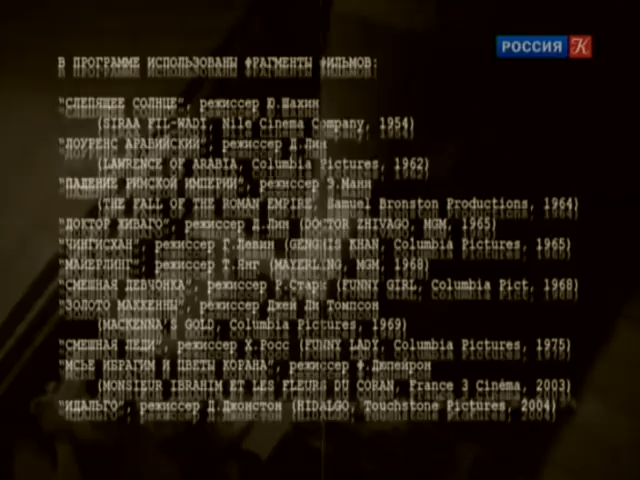 РОССИЯ К
В ПРОГРАММЕ ИСПОЛЬЗОВАНЫ ФРАГМЕНТЫ ФИЛЬМОВ:
"СЛЕПЯЩЕЕ СОЛНЦЕ", режиссер Ю.Шахин
(SIRAA FIL-WADI, Nile Cinema Company, 1954)
"ЛОУРЕНС АРАВИЙСКИЙ", режиссер Д.Лин
(LAWRENCE OF ARABIA, Columbia Pictures, 1962)
"ПАДЕНИЕ РИМСКОЙ ИМПЕРИИ", режиссер Э.Манн
(THE FALL OF THE ROMAN EMPIRE, Samuel Bronston Productions, 1964)
"ДОКТОР ЖИВАГО", режиссер Д.Лин (DOCTOR ZHIVAGO, MGM, 1965)
"ЧИНГИСХАН", режиссер Г.Левин (GENGHIS KHAN, Columbia Pictures, 1965)
"МАЙЕРЛИНГ", режиссер Т.Янг (MAYERLING, MGM, 1968)
"СМЕШНАЯ ДЕВЧОНКА", режиссер Р.Старк (FUNNY GIRL, Columbia Pict, 1968)
"ЗОЛОТО МАККЕННЫ", режиссер Джей Ли Томпсон
(MACKENNA'S GOLD, Columbia Pictures, 1969)
"СМЕШНАЯ ЛЕДИ", режиссер Х.Росс (FUNNY LADY, Columbia Pictures, 1975)
"МСЬЕ ИБРАГИМ И ЦВЕТЫ КОРАНА", режиссер Ф.Дюпейрон
(MONSIEUR IBRAHIM ET LES FLEURS DU CORAN, France 3 Cinéma, 2003)
"ИДАЛЬГО", режиссер Д.Джонстон (HIDALGO, Touchstone Pictures, 2004)